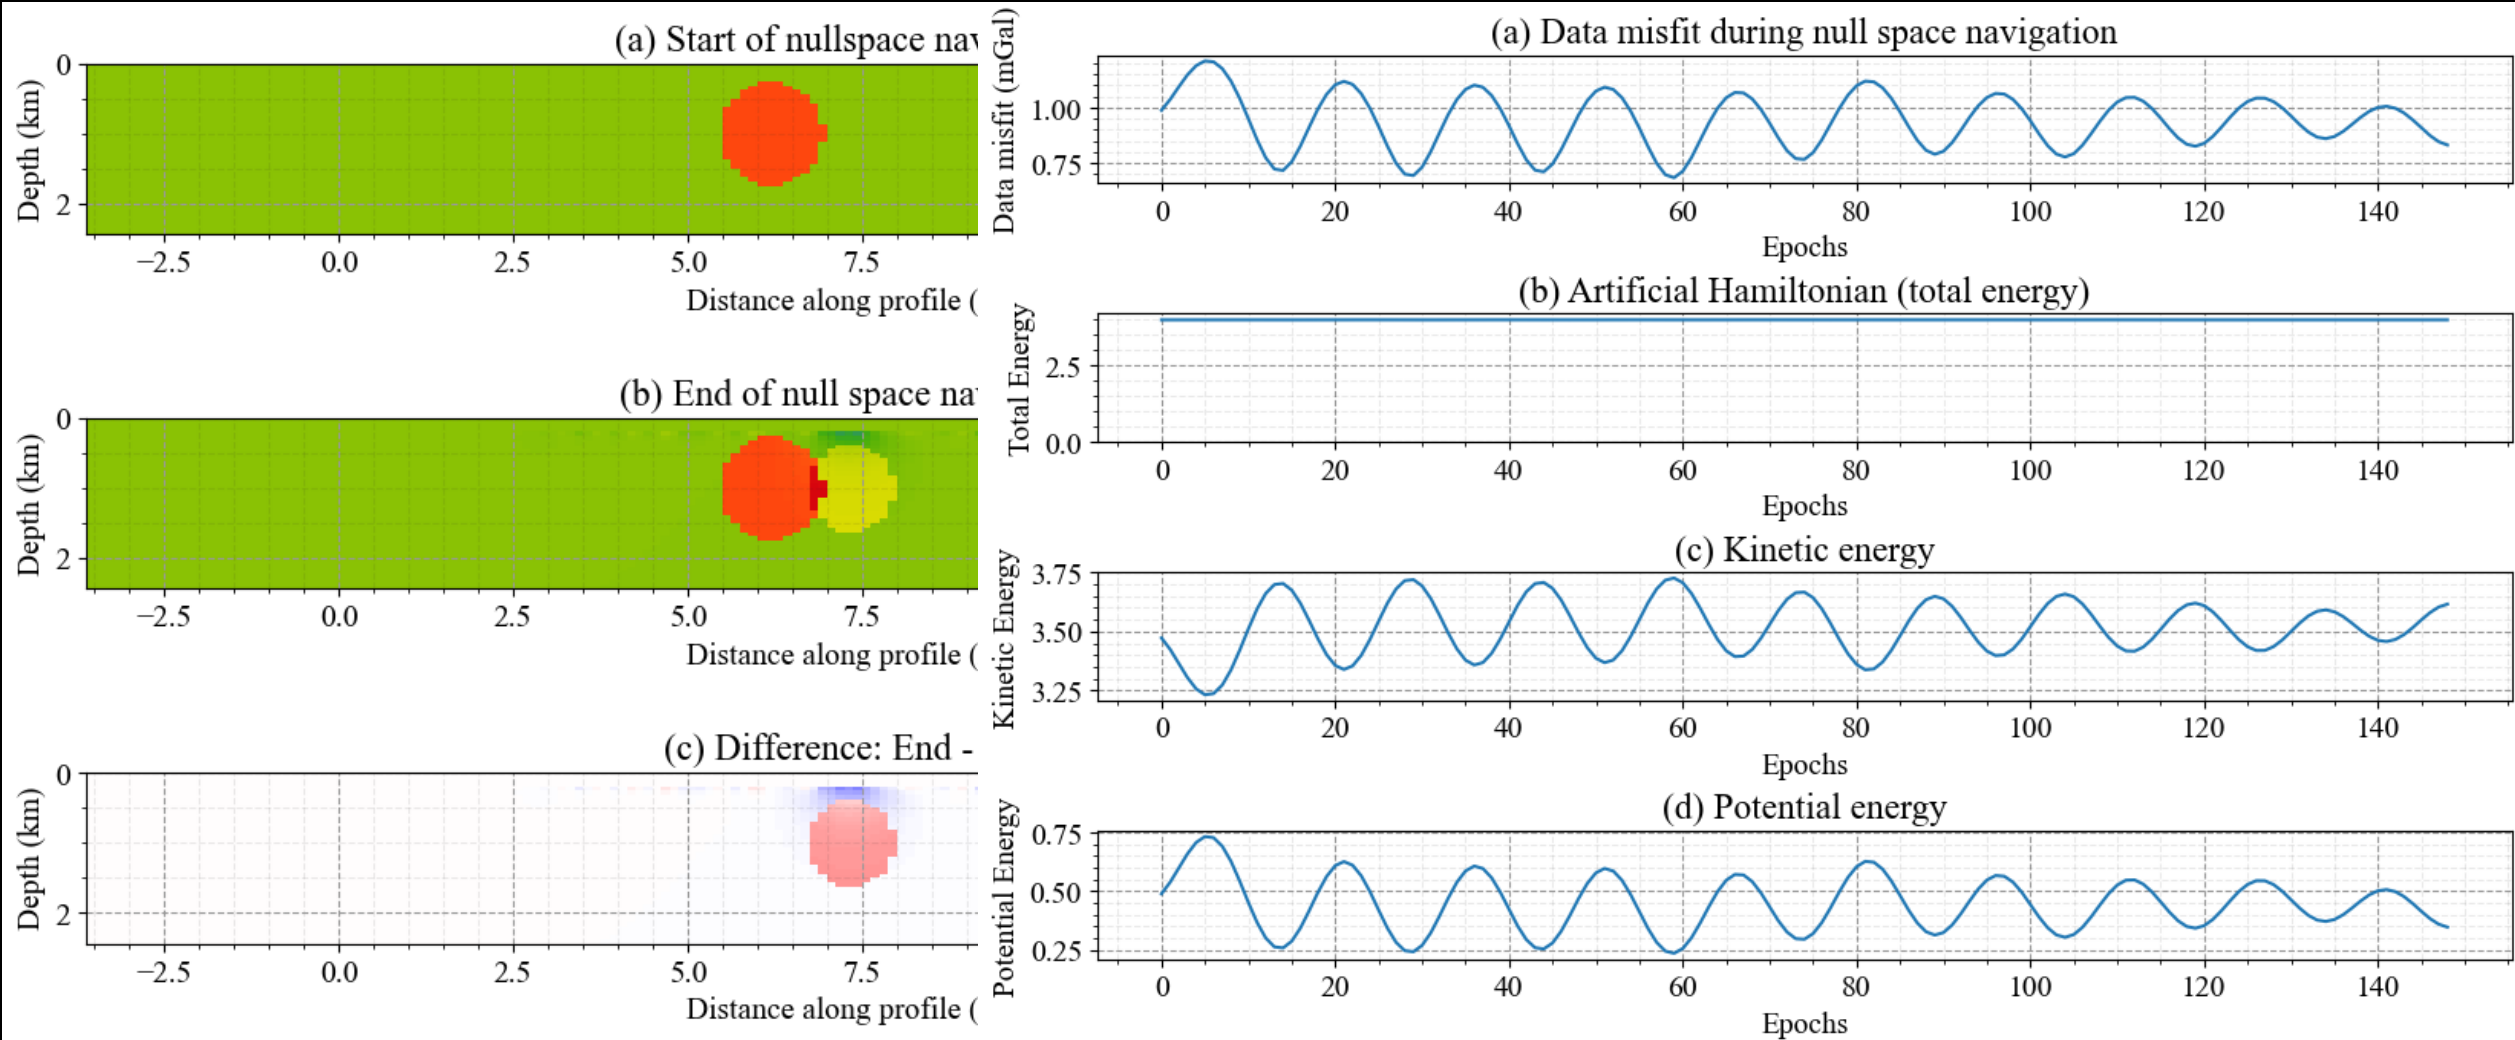 (a) Start of nullspace nav
0
2
Depth (km)
−2.5 0.0 2.5 5.0 7.5
Distance along profile (
(b) End of null space na
0
2
Depth (km)
−2.5 0.0 2.5 5.0 7.5
Distance along profile (
(c) Difference: End -
0
2
Depth (km)
−2.5 0.0 2.5 5.0 7.5
Distance along profile (
(a) Data misfit during null space navigation
Data misfit (mGal)
1.00
0.75
0 20 40 60 80 100 120 140
Epochs
(b) Artificial Hamiltonian (total energy)
Total Energy
2.5
0.0
0 20 40 60 80 100 120 140
Epochs
(c) Kinetic energy
Kinetic Energy
3.75
3.50
3.25
0 20 40 60 80 100 120 140
Epochs
(d) Potential energy
Potential Energy
0.75
0.50
0.25
0 20 40 60 80 100 120 140
Epochs